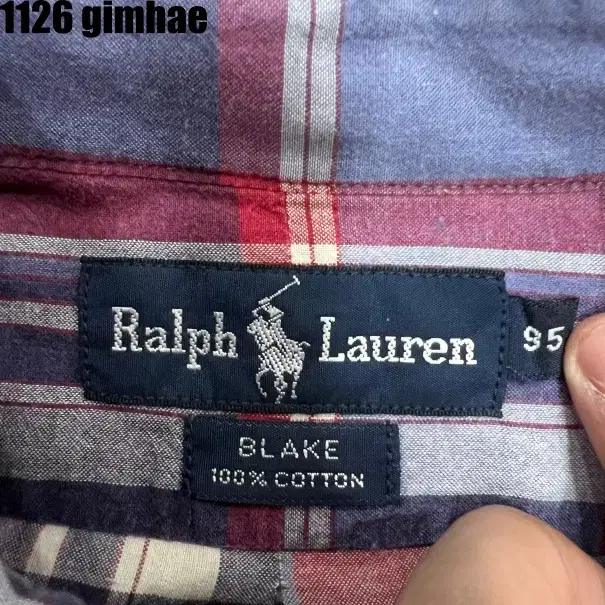 1126 gimhae
Ralph Lauren
95
BLAKE
100% COTTON